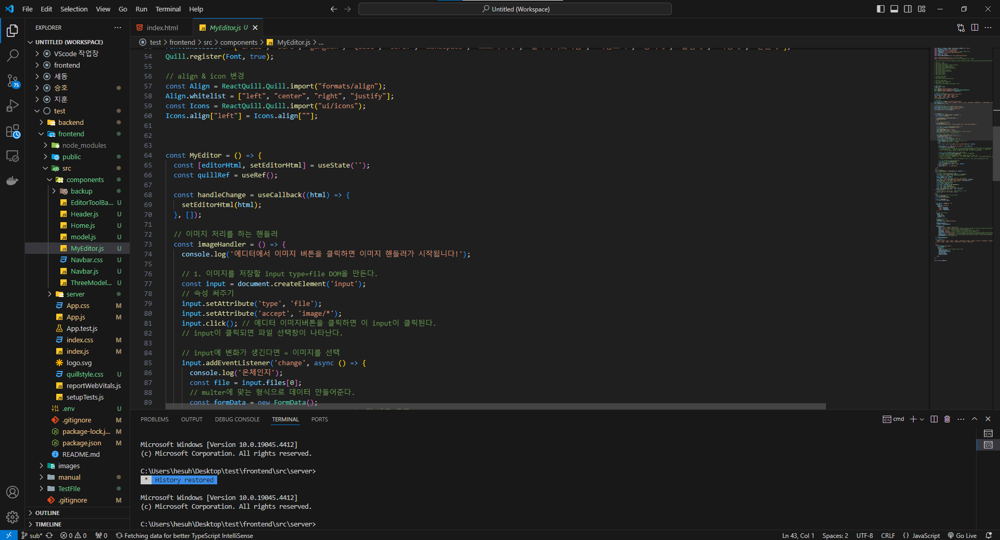 File Edit Selection View Go Run Terminal Help
Untitled (Workspace)
EXPLORER
UNTITLED (WORKSPACE)
VScode 작업장
frontend
세동
승호
지훈
test
backend
frontend
node_modules
public
src
components
backup
EditorToolBa... U
Header.js U
Home.js U
model.js U
MyEditor.js U
Navbar.css U
Navbar.js U
ThreeModel... U
server
App.css M
App.js M
App.test.js
index.css M
index.js M
logo.svg
quillstyle.css U
reportWebVitals.js
setupTests.js
.env U
.gitignore M
package-lock.j... M
package.json M
README.md
images
manual
TestFIle
.gitignore M
OUTLINE
TIMELINE
75
index.html
MyEditor.js U
test > frontend > src > components > MyEditor.js > ...
54 Quill.register(Font, true);
55
56 // align & icon 변경
57 const Align = ReactQuill.Quill.import("formats/align");
58 Align.whitelist = ["left", "center", "right", "justify"];
59 const Icons = ReactQuill.Quill.import("ui/icons");
60 Icons.align["left"] = Icons.align[""];
61
62
63
64 const MyEditor = () => {
65 const [editorHtml, setEditorHtml] = useState('');
66 const quillRef = useRef();
67
68 const handleChange = useCallback((html) => {
69 setEditorHtml(html);
70 }, []);
71
72 // 이미지 처리를 하는 핸들러
73 const imageHandler = () => {
74 console.log('에디터에서 이미지 버튼을 클릭하면 이미지 핸들러가 시작됩니다!');
75
76 // 1. 이미지를 저장할 input type=file DOM을 만든다.
77 const input = document.createElement('input');
78 // 속성 써주기
79 input.setAttribute('type', 'file');
80 input.setAttribute('accept', 'image/*');
81 input.click(); // 에디터 이미지버튼을 클릭하면 이 input이 클릭된다.
82 // input이 클릭되면 파일 선택창이 나타난다.
83
84 // input에 변화가 생긴다면 = 이미지를 선택
85 input.addEventListener('change', async () => {
86 console.log('온체인지');
87 const file = input.files[0];
88 // multer에 맞는 형식으로 데이터 만들어준다.
89 const formData = new FormData();
PROBLEMS OUTPUT DEBUG CONSOLE TERMINAL PORTS
cmd
Microsoft Windows [Version 10.0.19045.4412]
(c) Microsoft Corporation. All rights reserved.
C:\Users\hesuh\Desktop\test\frontend\src\server>
* History restored
Microsoft Windows [Version 10.0.19045.4412]
(c) Microsoft Corporation. All rights reserved.
C:\Users\hesuh\Desktop\test\frontend\src\server>
sub* 0 0 0 Fetching data for better TypeScript IntelliSense
Ln 43, Col 1 Spaces: 2 UTF-8 CRLF {} JavaScript Go Live